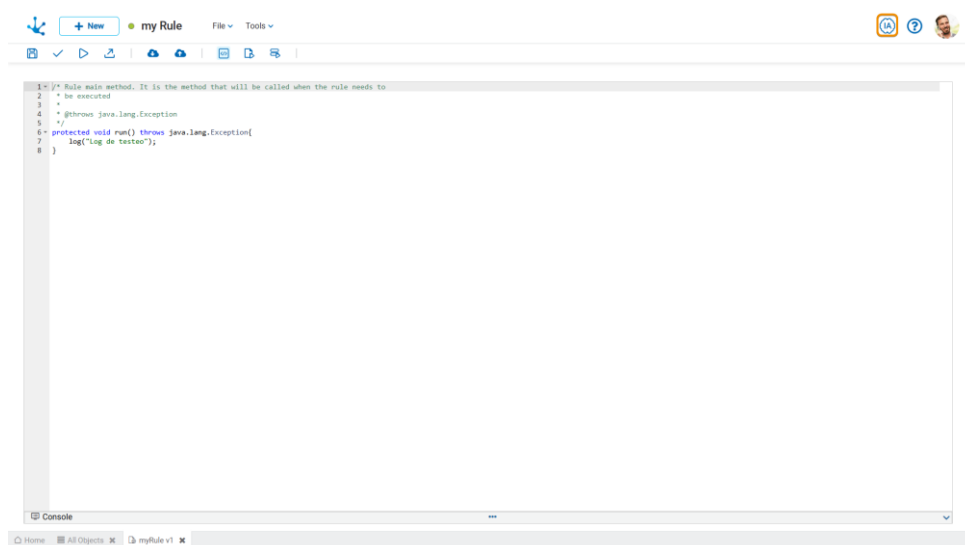 + New
my Rule
File
Tools
IA
?
1 /* Rule main method. It is the method that will be called when the rule needs to
2 * be executed
3 *
4 * @throws java.lang.Exception
5 */
6 protected void run() throws java.lang.Exception{
7 log("Log de testeo");
8 }
Console
Home All Objects myRule v1